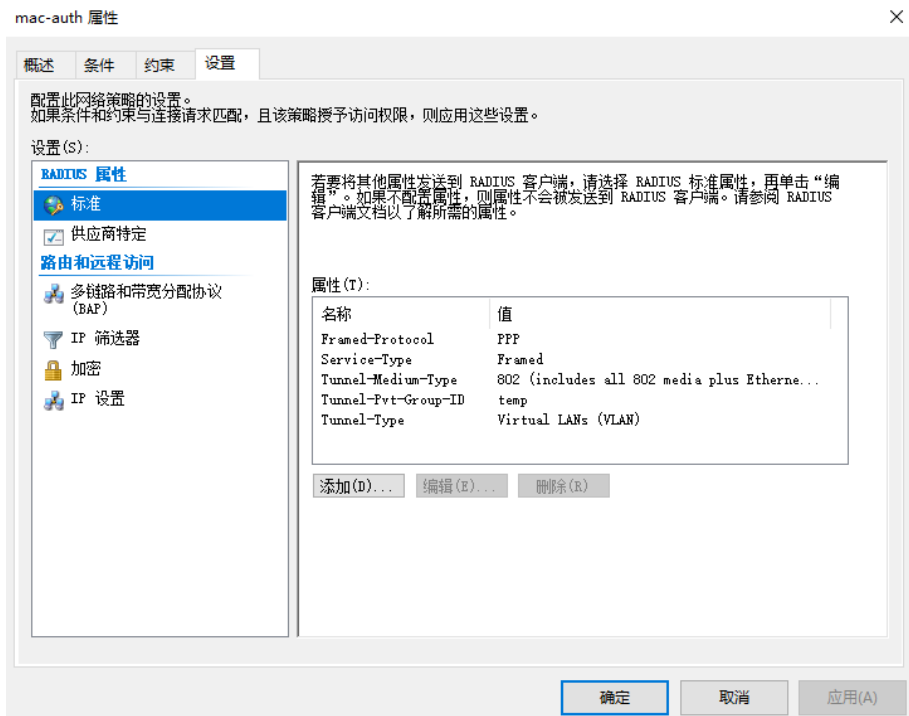 mac-auth 属性
概述 条件 约束 设置
配置此网络策略的设置。
如果条件和约束与连接请求匹配，且该策略授予访问权限，则应用这些设置。
设置(S):
RADIUS 属性
标准
供应商特定
路由和远程访问
多链路和带宽分配协议
(BAP)
IP 筛选器
加密
IP 设置
若要将其他属性发送到 RADIUS 客户端，请选择 RADIUS 标准属性，再单击“编
辑”。如果不配置属性，则属性不会被发送到 RADIUS 客户端。请参阅 RADIUS
客户端文档以了解所需的属性。
属性(T):
名称 值
Framed-Protocol PPP
Service-Type Framed
Tunnel-Medium-Type 802 (includes all 802 media plus Etherne...
Tunnel-Pvt-Group-ID temp
Tunnel-Type Virtual LANs (VLAN)
添加(D)... 编辑(E)... 删除(R)
确定 取消 应用(A)